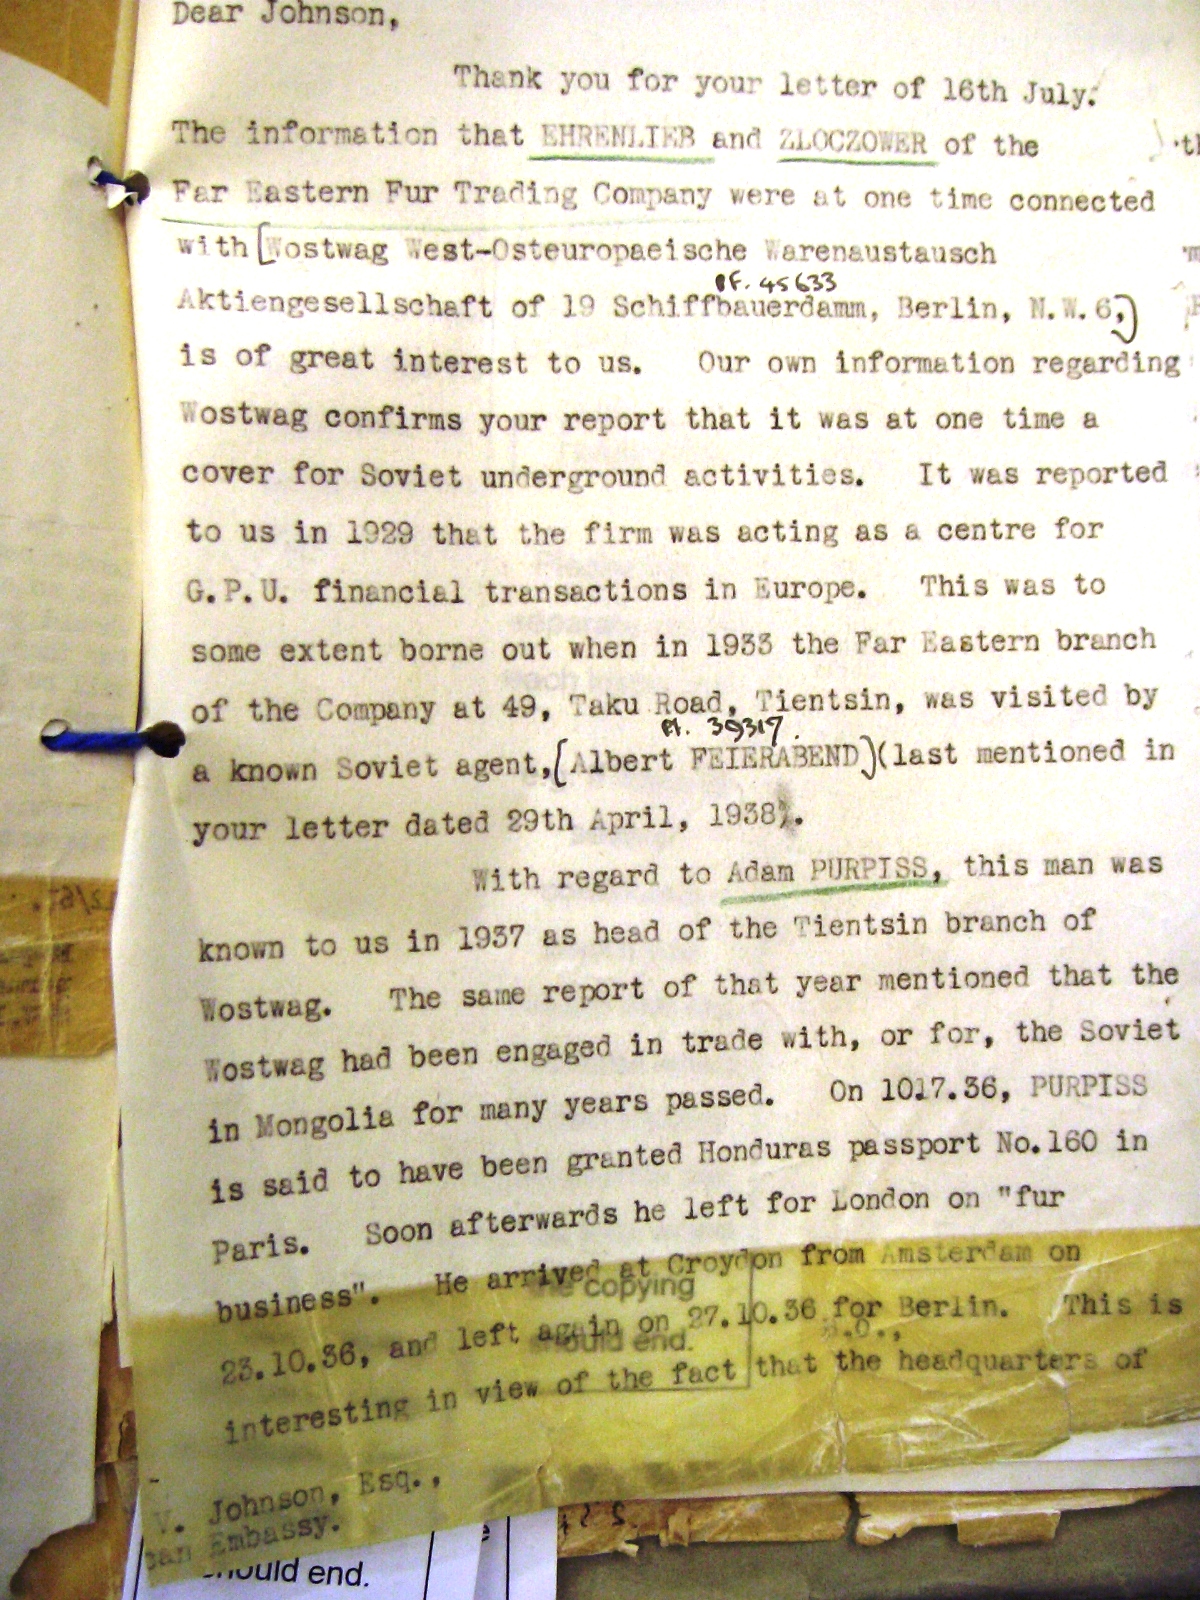 Dear Johnson,
Thank you for your letter of 16th July.
The information that EHRENLIEB and ZLOCZOWER of the
Far Eastern Fur Trading Company were at one time connected
with [Wostwag West-Osteuropaeische Warenaustausch
PF. 45633
Aktiengesellschaft of 19 Schiffbauerdamm, Berlin, N.W.6,)
is of great interest to us. Our own information regarding
Wostwag confirms your report that it was at one time a
cover for Soviet underground activities. It was reported
to us in 1929 that the firm was acting as a centre for
G.P.U. financial transactions in Europe. This was to
some extent borne out when in 1933 the Far Eastern branch
of the Company at 49, Taku Road, Tientsin, was visited by
PF. 39317.
a known Soviet agent, [Albert FEIERABEND] (last mentioned in
your letter dated 29th April, 1938).
With regard to Adam PURPISS, this man was
known to us in 1937 as head of the Tientsin branch of
Wostwag. The same report of that year mentioned that the
Wostwag had been engaged in trade with, or for, the Soviet
in Mongolia for many years passed. On 10.7.36, PURPISS
is said to have been granted Honduras passport No.160 in
Paris. Soon afterwards he left for London on "fur
business". He arrived at Croydon from Amsterdam on
copying
23.10.36, and left again on 27.10.36 for Berlin. This is
should end.
interesting in view of the fact that the headquarters of
V. Johnson, Esq.,
can Embassy.
should end.